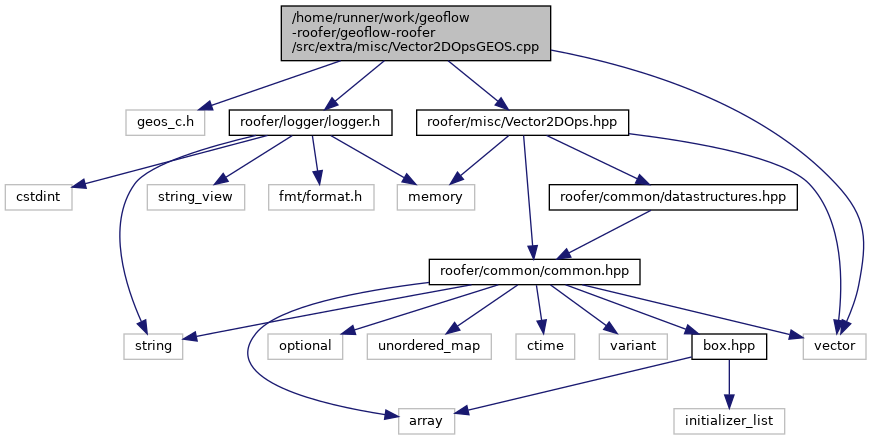 /home/runner/work/geoflow
-roofer/geoflow-roofer
/src/extra/misc/Vector2DOpsGEOS.cpp
geos_c.h
roofer/logger/logger.h
roofer/misc/Vector2DOps.hpp
cstdint
string_view
fmt/format.h
memory
roofer/common/datastructures.hpp
roofer/common/common.hpp
string
optional
unordered_map
ctime
variant
box.hpp
vector
array
initializer_list